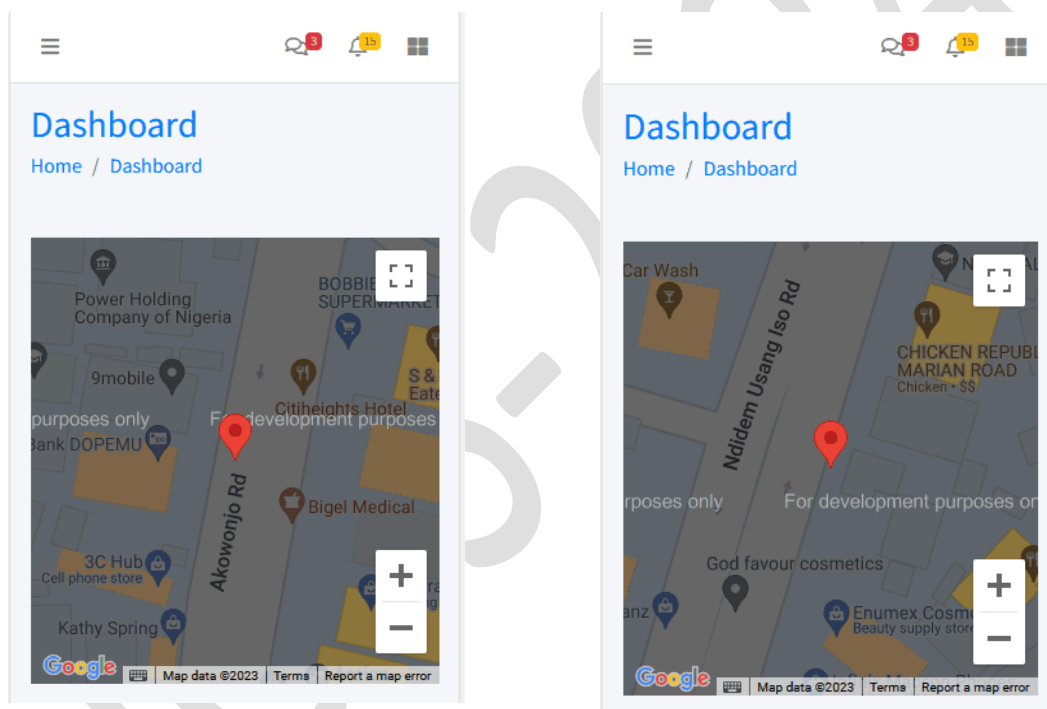 3
15
Dashboard
Home / Dashboard
Power Holding
Company of Nigeria
BOBBIE
SUPERMARKET
9mobile
S &
Eate
Citiheights Hotel
purposes only
For development purposes
Bank DOPEMU
Akowonjo Rd
Bigel Medical
3C Hub
Cell phone store
Kathy Spring
Google
Map data ©2023
Terms
Report a map error
3
15
Dashboard
Home / Dashboard
Car Wash
Ndidem Usang Iso Rd
CHICKEN REPUBL
MARIAN ROAD
Chicken • $$
rposes only
For development purposes on
God favour cosmetics
anz
Enumex Cosm
Beauty supply store
Google
Map data ©2023
Terms
Report a map error